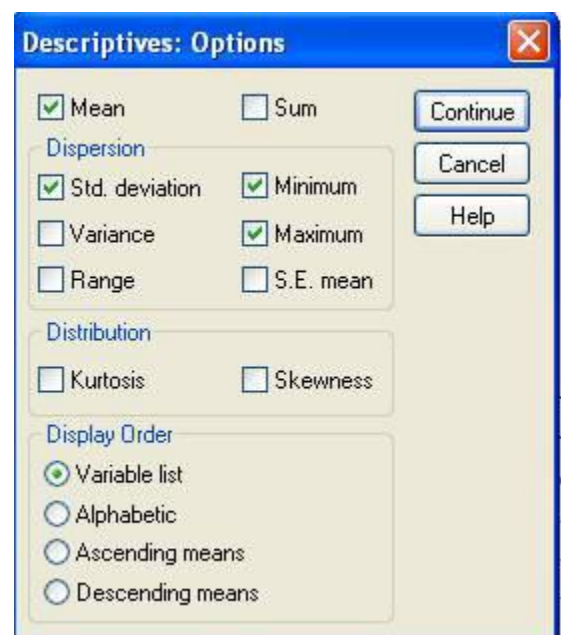 Descriptives: Options
Mean
Sum
Continue
Dispersion
Cancel
Std. deviation
Minimum
Help
Variance
Maximum
Range
S.E. mean
Distribution
Kurtosis
Skewness
Display Order
Variable list
Alphabetic
Ascending means
Descending means